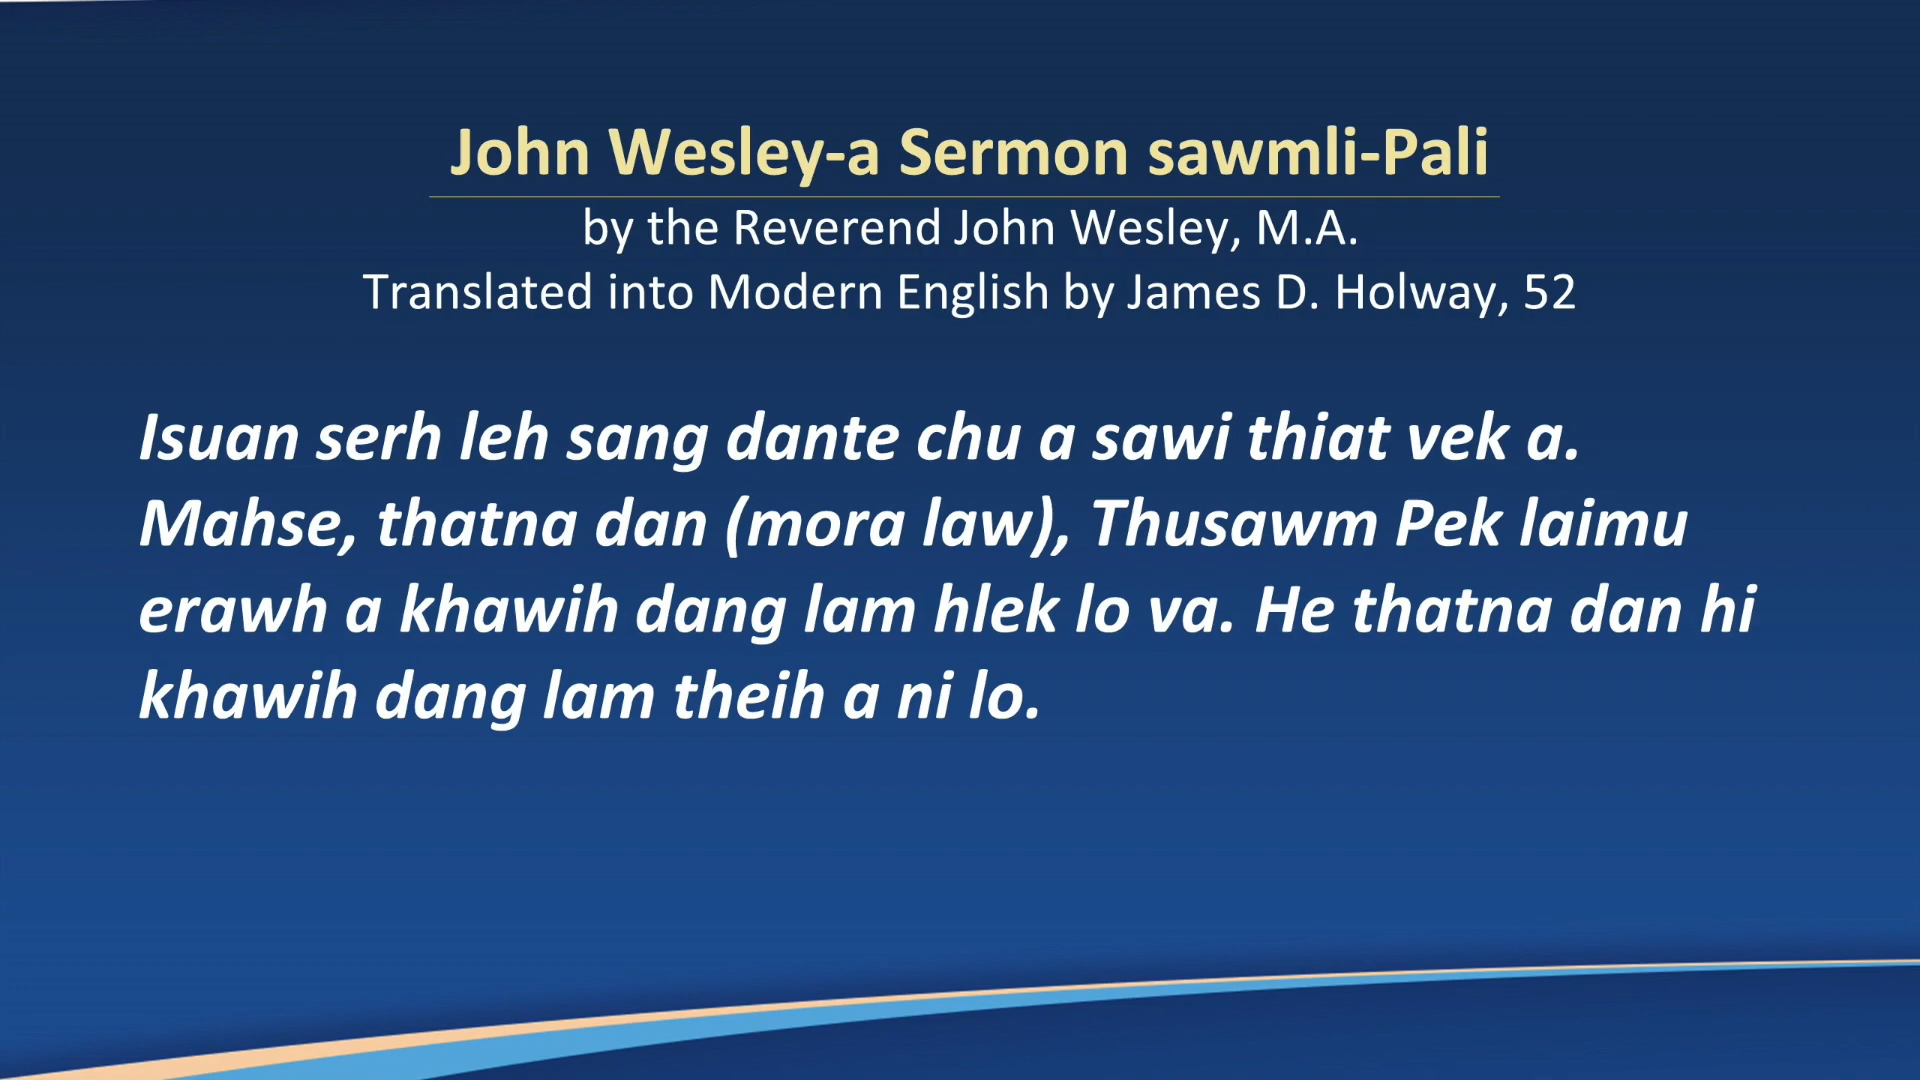 John Wesley-a Sermon sawmli-Pali
by the Reverend John Wesley, M.A.
Translated into Modern English by James D. Holway, 52
Isuan serh leh sang dante chu a sawi thiat vek a.
Mahse, thatna dan (mora law), Thusawm Pek laimu
erawh a khawih dang lam hlek lo va. He thatna dan hi
khawih dang lam theih a ni lo.